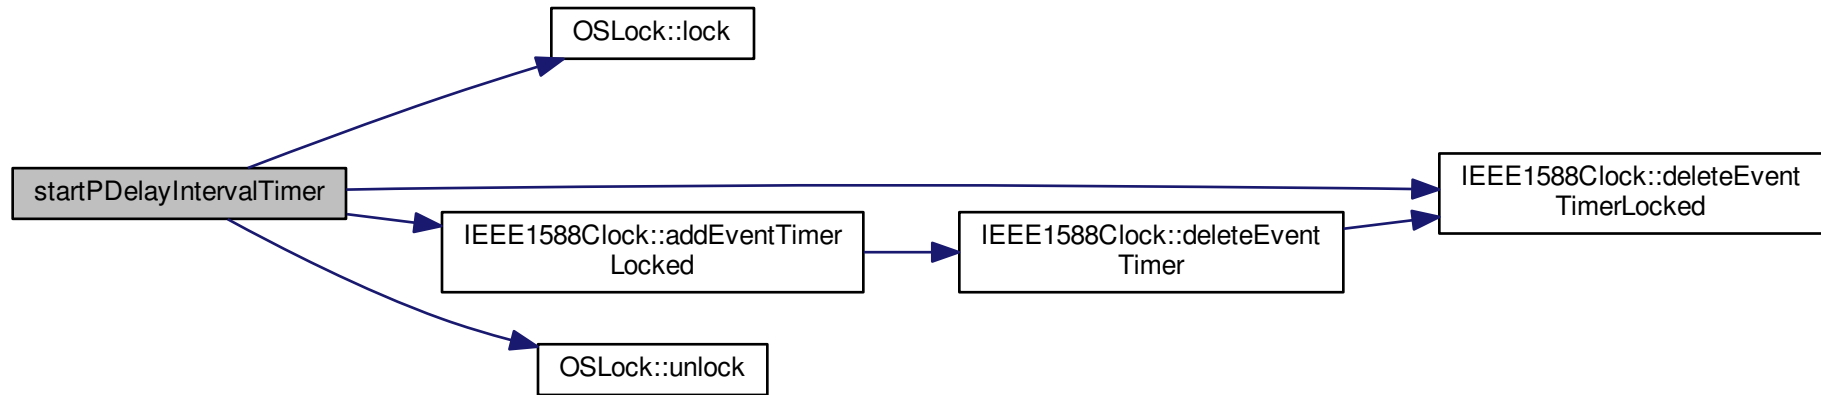 OSLock::lock
startPDelayIntervalTimer
IEEE1588Clock::addEventTimer
Locked
IEEE1588Clock::deleteEvent
Timer
IEEE1588Clock::deleteEvent
TimerLocked
OSLock::unlock